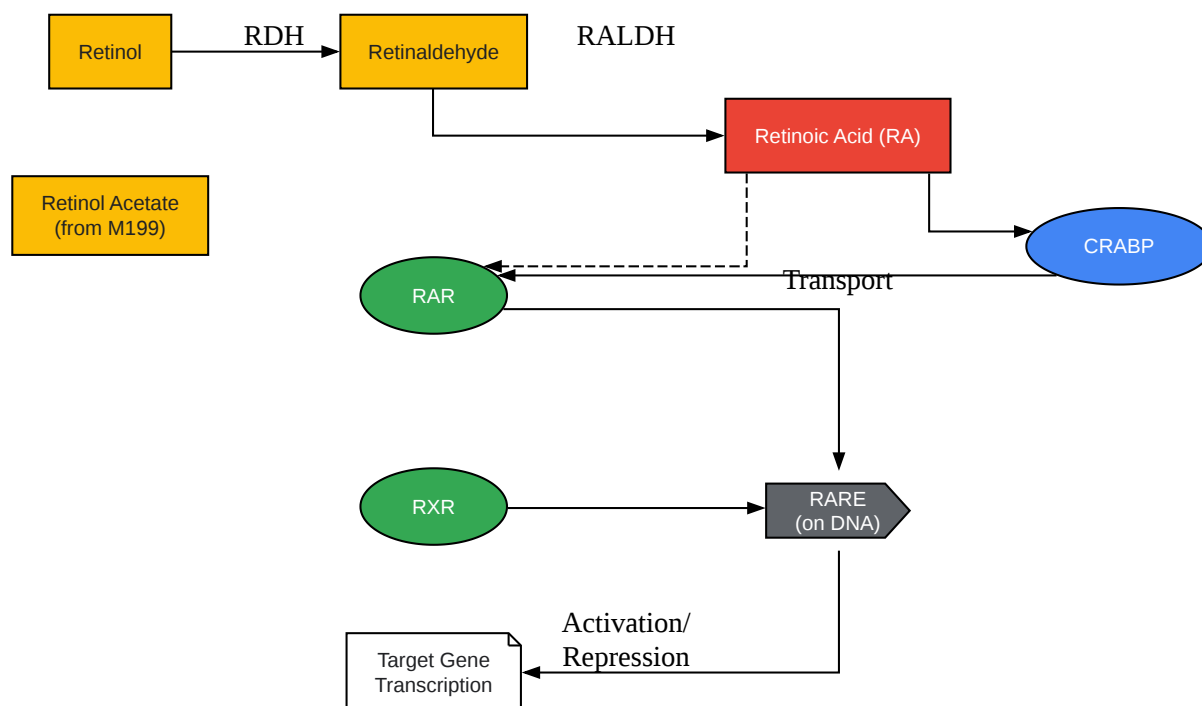 Retinol
RDH
Retinaldehyde
RALDH
Retinoic Acid (RA)
Retinol Acetate
(from M199)
CRABP
RAR
Transport
RXR
RARE
(on DNA)
Activation/
Repression
Target Gene
Transcription